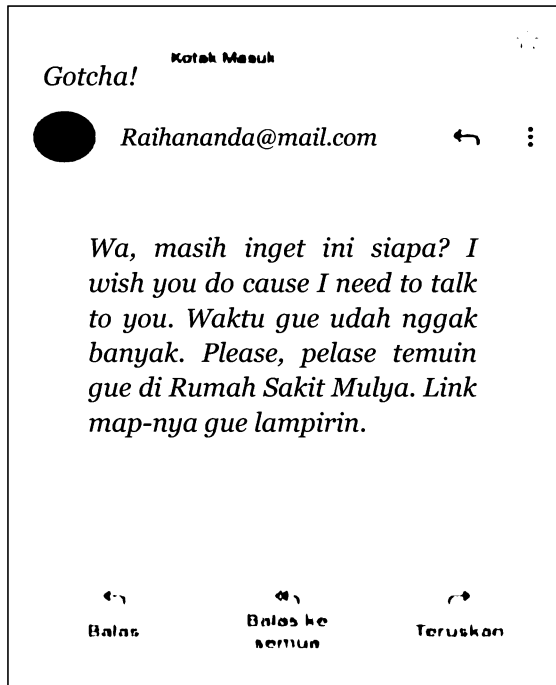 Kotak Masuk
Gotcha!
Raihananda@mail.com
Wa, masih inget ini siapa? I
wish you do cause I need to talk
to you. Waktu gue udah nggak
banyak. Please, pelase temuin
gue di Rumah Sakit Mulya. Link
map-nya gue lampirin.
Balas
Balas ke
semua
Teruskan